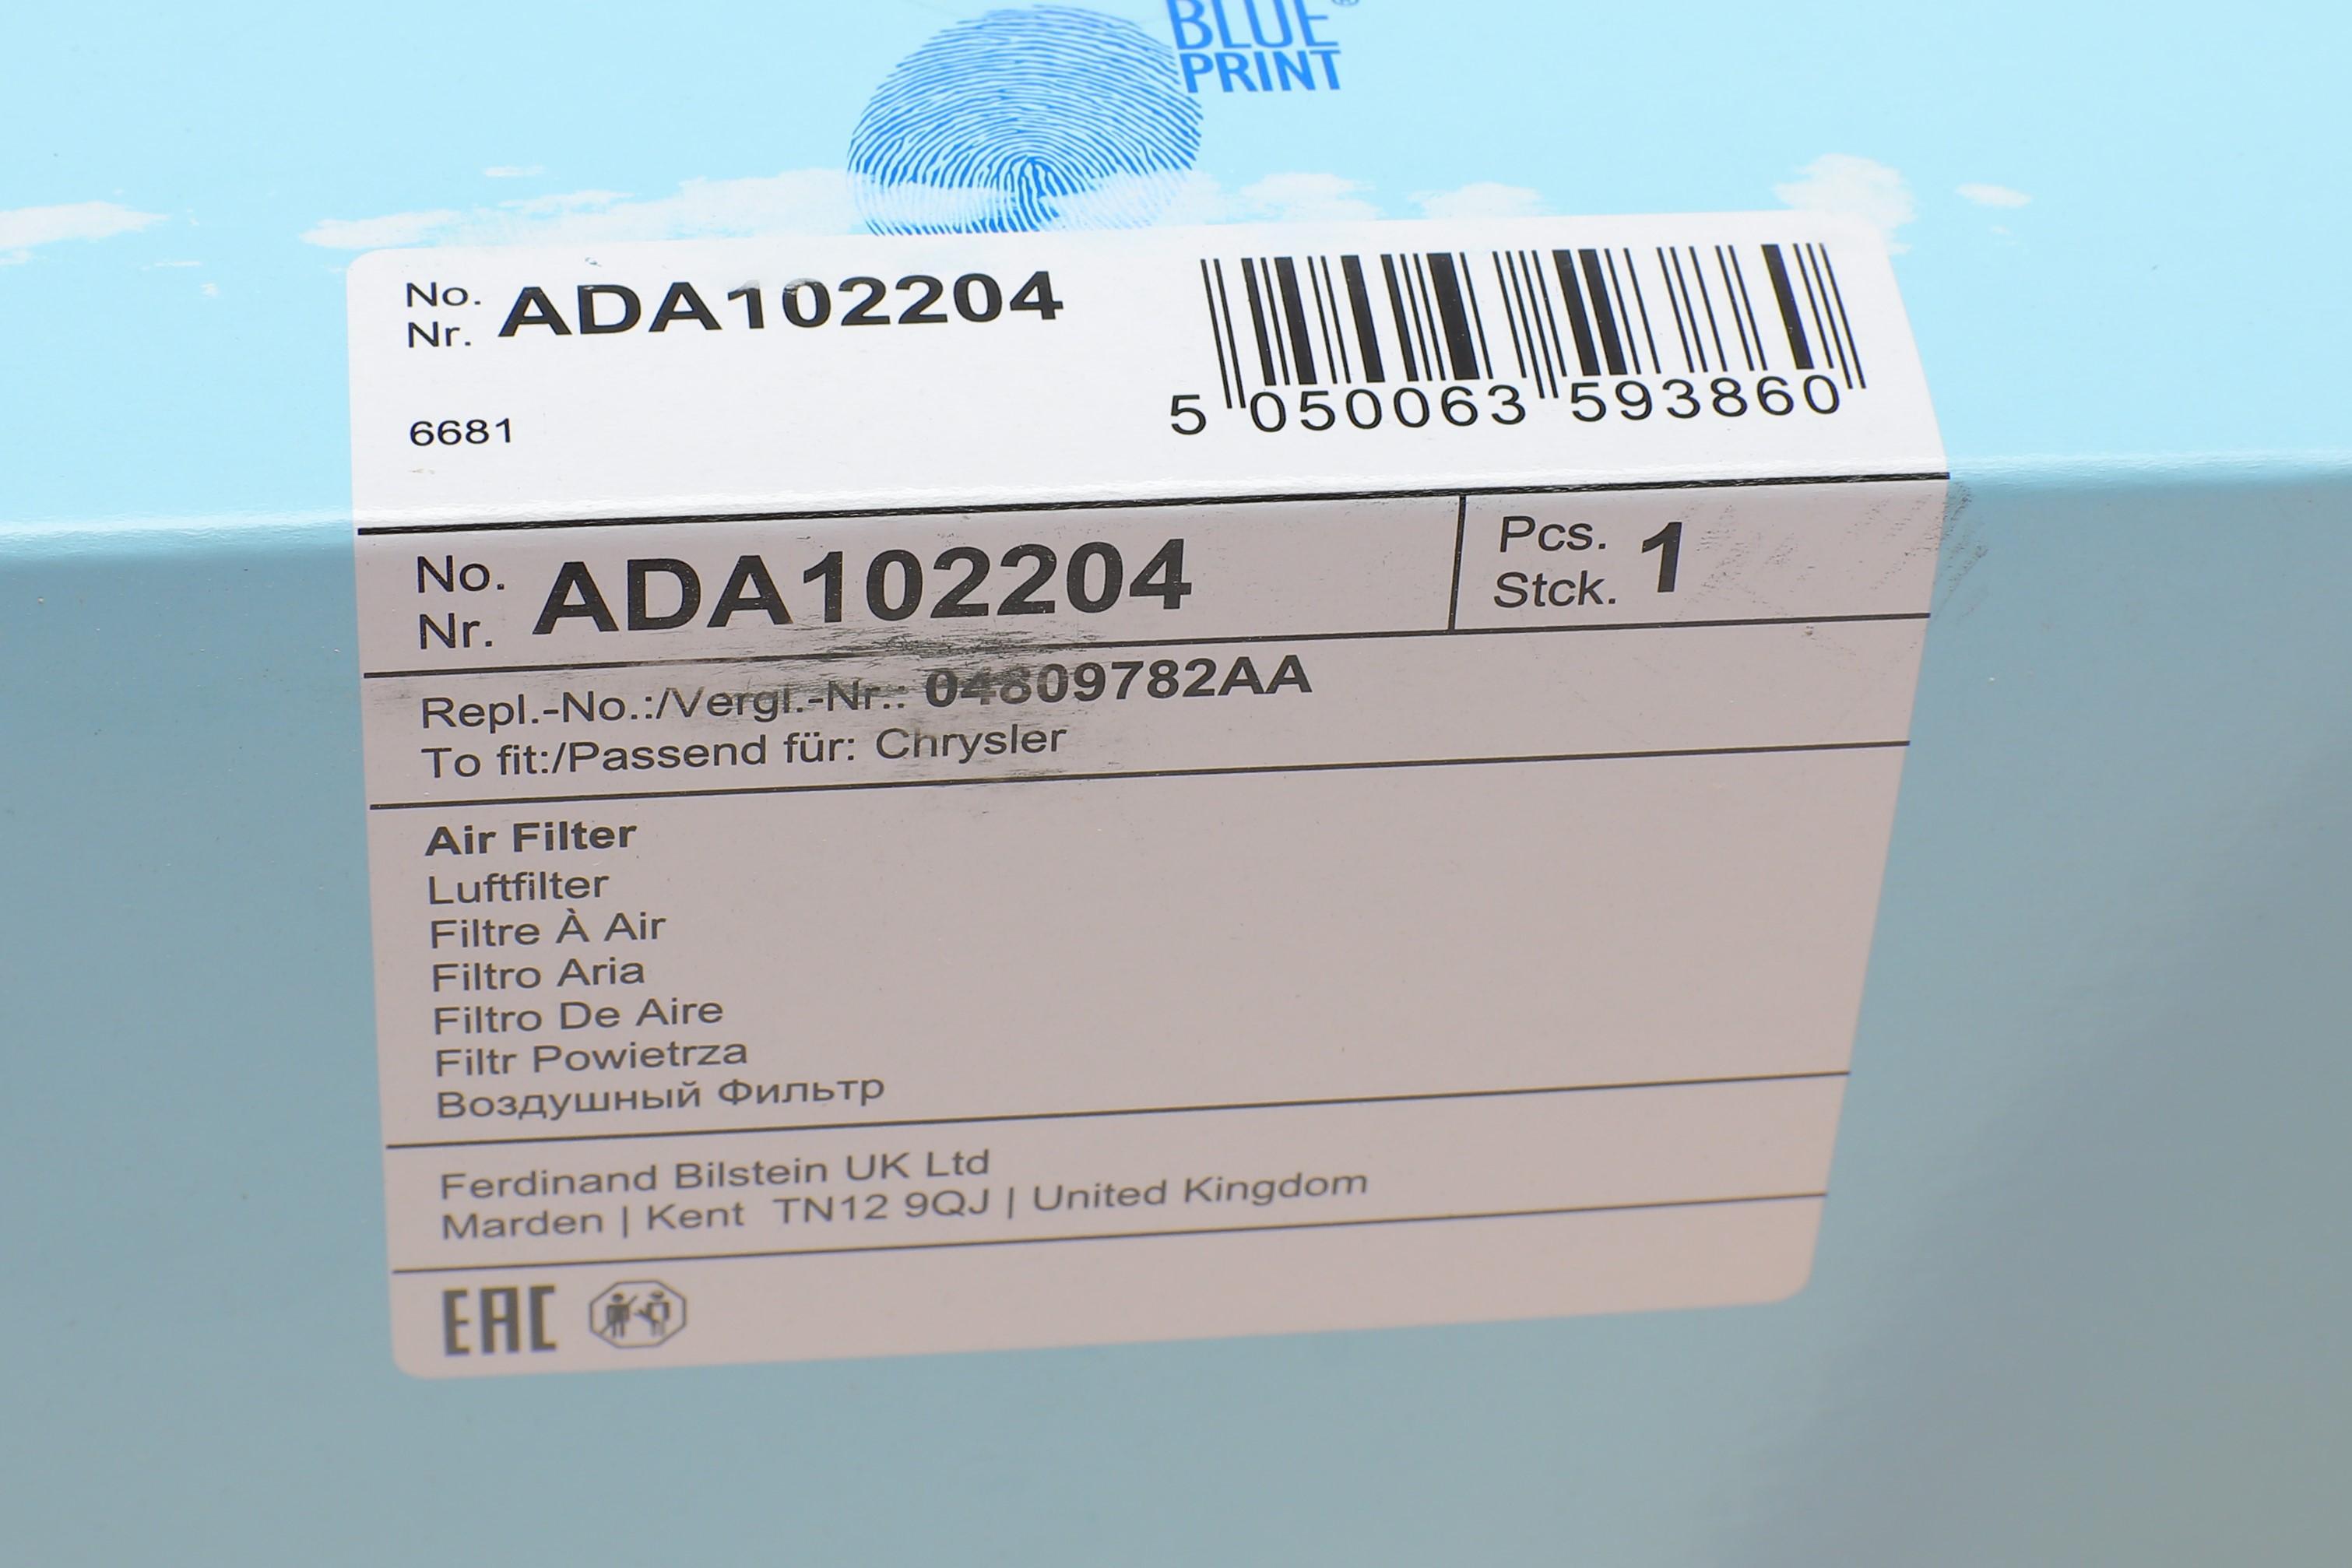 BLUE®
PRINT
No.
Nr.
ADA102204
6681
5 050063 593860
No.
Nr.
ADA102204
Pcs.
Stck.
1
Repl.-No.:/Vergl.-Nr.: 04809782AA
To fit:/Passend für: Chrysler
Air Filter
Luftfilter
Filtre À Air
Filtro Aria
Filtro De Aire
Filtr Powietrza
Воздушный Фильтр
Ferdinand Bilstein UK Ltd
Marden | Kent TN12 9QJ | United Kingdom
EAC